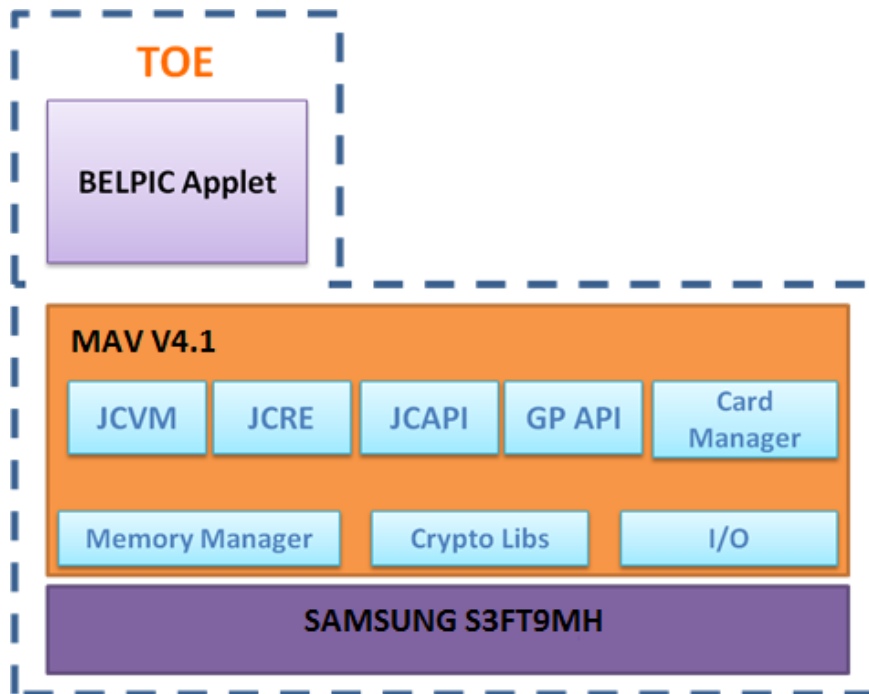 TOE
BELPIC Applet
MAV V4.1
JCVM
JCRE
JCAPI
GP API
Card
Manager
Memory Manager
Crypto Libs
I/O
SAMSUNG S3FT9MH